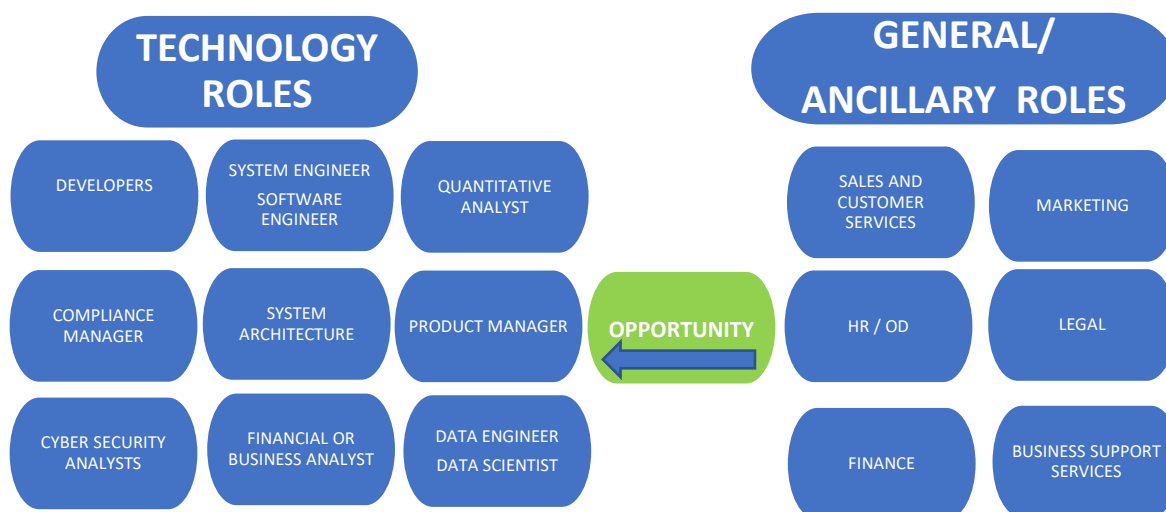 TECHNOLOGY
ROLES
DEVELOPERS
SYSTEM ENGINEER
SOFTWARE
ENGINEER
QUANTITATIVE
ANALYST
COMPLIANCE
MANAGER
SYSTEM
ARCHITECTURE
PRODUCT MANAGER
CYBER SECURITY
ANALYSTS
FINANCIAL OR
BUSINESS ANALYST
DATA ENGINEER
DATA SCIENTIST
OPPORTUNITY
GENERAL/
ANCILLARY ROLES
SALES AND
CUSTOMER
SERVICES
MARKETING
HR / OD
LEGAL
FINANCE
BUSINESS SUPPORT
SERVICES